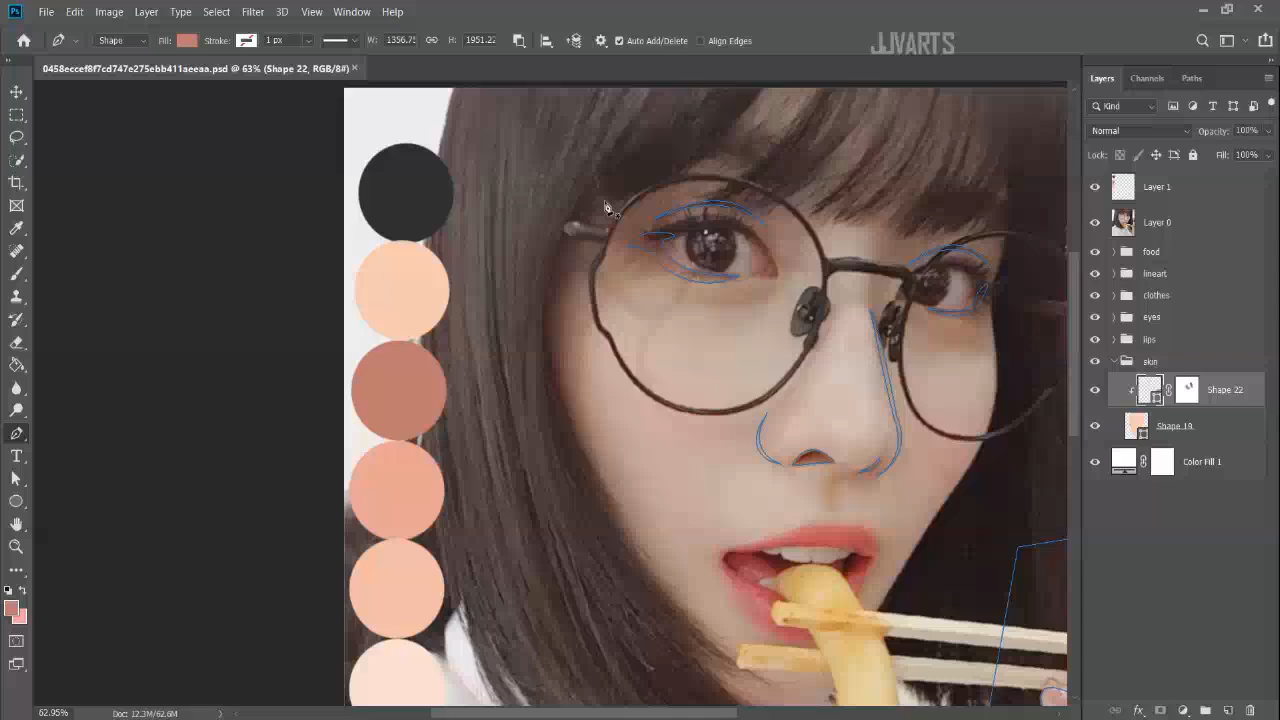 Ps File Edit Image Layer Type Select Filter 3D View Window Help
Shape Fill: Stroke: 1 px W: 1356.7 H: 1951.22 Auto Add/Delete Align Edges
JJVARTS
0458eccef8f7cd747e275ebb411aeeaa.psd @ 63% (Shape 22, RGB/8#) ×
Layers Channels Paths
Kind
Normal Opacity: 100%
Lock: Fill: 100%
Layer 1
Layer 0
food
lineart
clothes
eyes
lips
skin
Shape 22
Shape 19
Color Fill 1
62.95% Doc: 12.3M/62.6M